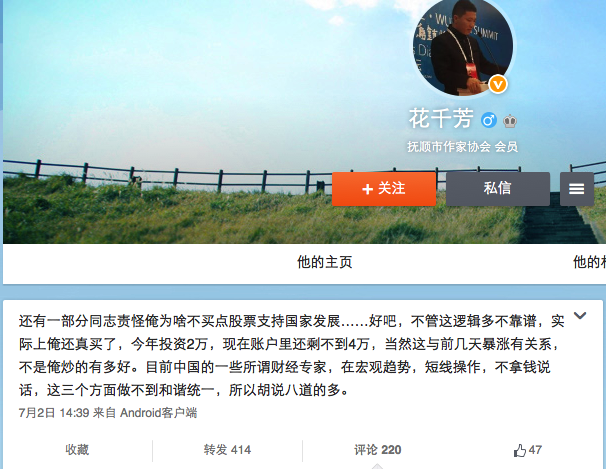 WU
SUMMIT
花千芳
抚顺市作家协会 会员
+ 关注
私信
他的主页
他的相
还有一部分同志责怪俺为啥不买点股票支持国家发展……好吧，不管这逻辑多不靠谱，实
际上俺还真买了，今年投资2万，现在账户里还剩不到4万，当然这与前几天暴涨有关系，
不是俺炒的有多好。目前中国的一些所谓财经专家，在宏观趋势，短线操作，不拿钱说
话，这三个方面做不到和谐统一，所以胡说八道的多。
7月2日 14:39 来自 Android客户端
收藏
转发 414
评论 220
47